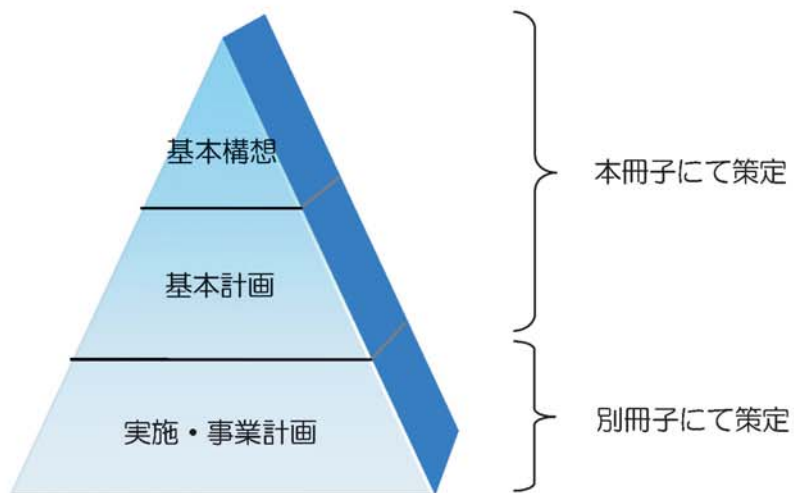 基本構想
本冊子にて策定
基本計画
実施・事業計画
別冊子にて策定